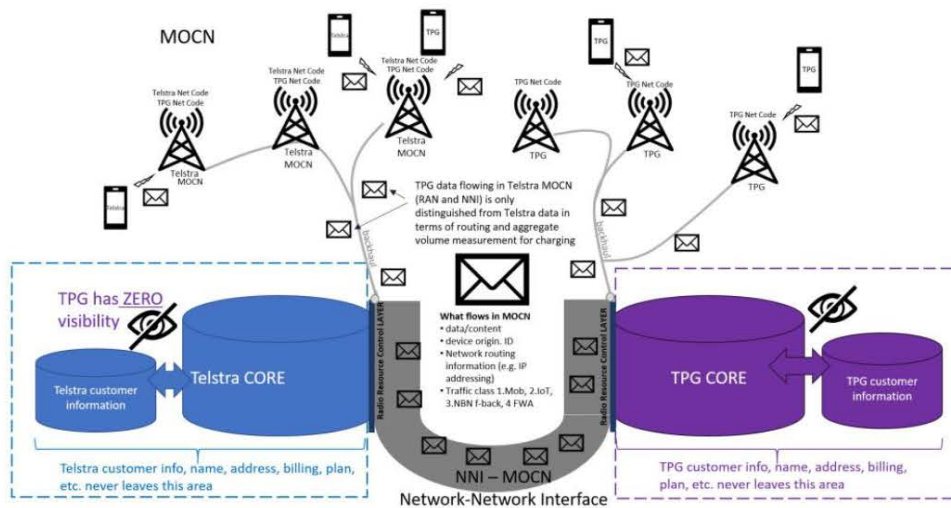 MOCN
Telstra
TPG
TPG
TPG
Telstra Net Code
TPG Net Code
Telstra Net Code
TPG Net Code
Telstra Net Code
TPG Net Code
TPG Net Code
TPG Net Code
TPG Net Code
Telstra
MOCN
Telstra
MOCN
Telstra
MOCN
TPG
TPG
TPG
Telstra
TPG data flowing in Telstra MOCN
(RAN and NNI) is only
distinguished from Telstra data in
terms of routing and aggregate
volume measurement for charging
backhaul
backhaul
TPG has ZERO
visibility
Telstra customer
information
Telstra CORE
Radio Resource Control LAYER
What flows in MOCN
• data/content
• device origin. ID
• Network routing
information (e.g. IP
addressing)
• Traffic class 1.Mob, 2.IoT,
3.NBN f-back, 4 FWA
Radio Resource Control LAYER
TPG CORE
TPG customer
information
Telstra customer info, name, address, billing, plan,
etc. never leaves this area
NNI – MOCN
Network-Network Interface
TPG customer info, name, address, billing,
plan, etc. never leaves this area